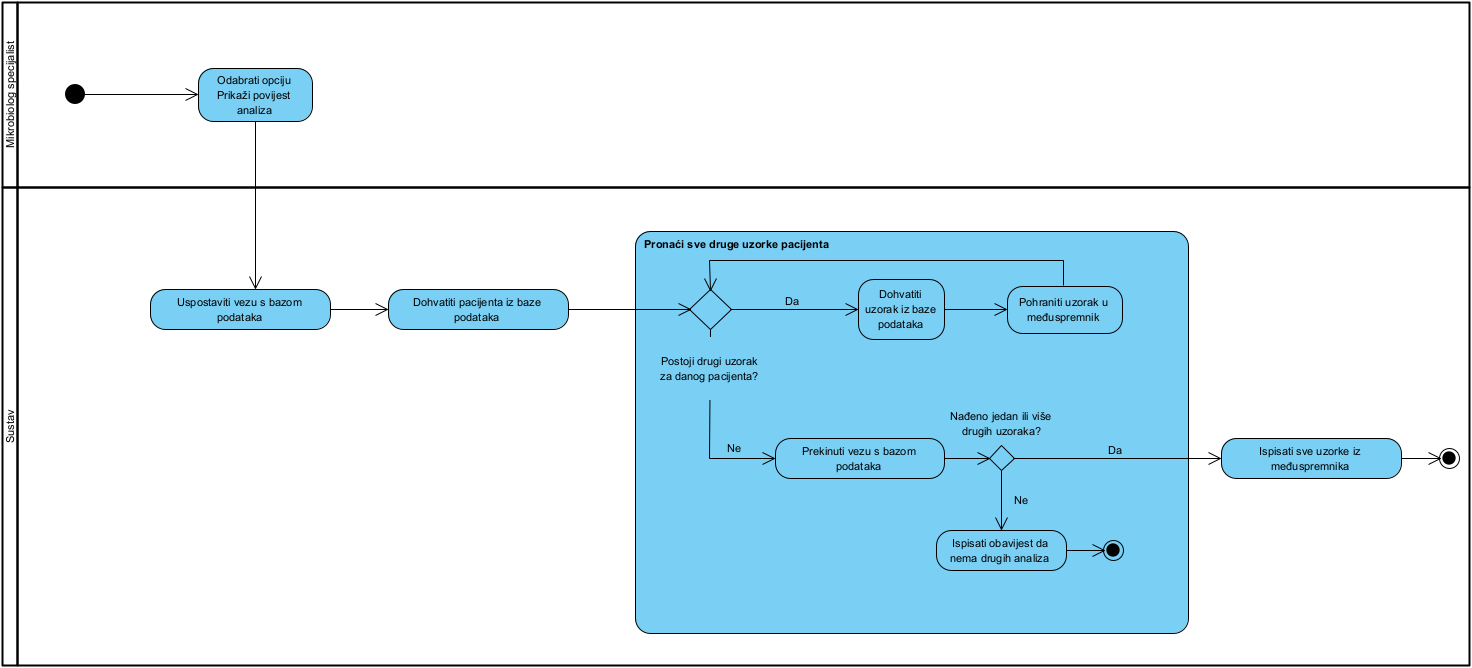 Mikrobiolog specijalist
Odabrati opciju
Prikaži povijest
analiza
Sustav
Uspostaviti vezu s bazom
podataka
Dohvatiti pacijenta iz baze
podataka
Pronaći sve druge uzorke pacijenta
Da
Dohvatiti
uzorak iz baze
podataka
Pohraniti uzorak u
međuspremnik
Postoji drugi uzorak
za danog pacijenta?
Ne
Prekinuti vezu s bazom
podataka
Nađeno jedan ili više
drugih uzoraka?
Da
Ispisati sve uzorke iz
međuspremnika
Ne
Ispisati obavijest da
nema drugih analiza